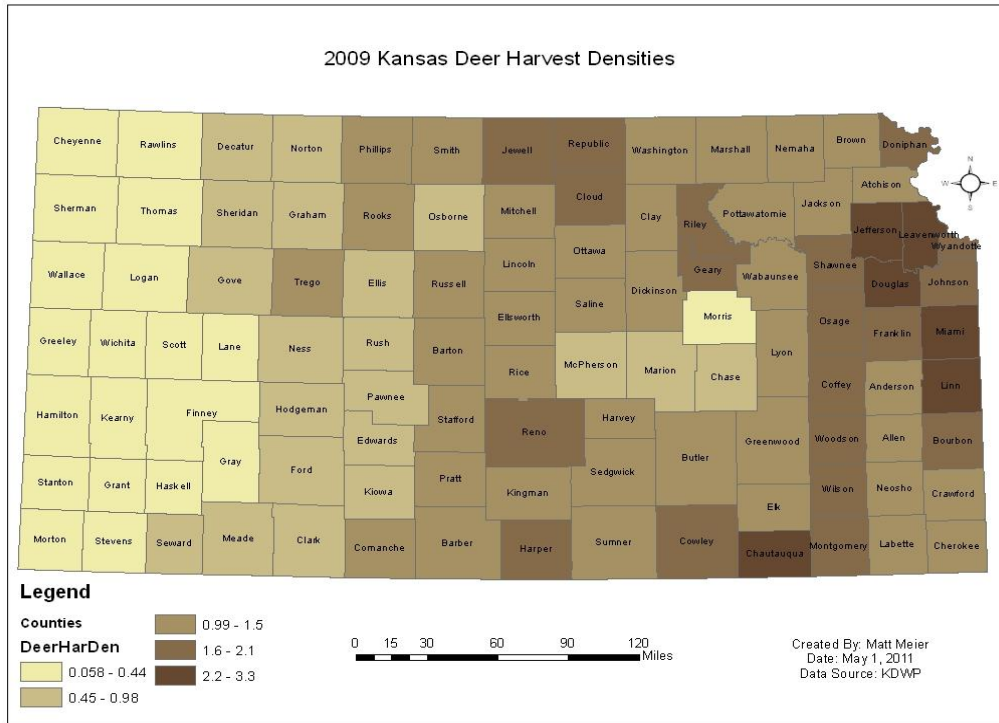 2009 Kansas Deer Harvest Densities
Cheyenne Rawlins Decatur Norton Phillips Smith Jewell Republic Washington Marshall Nemaha Brown Doniphan
Atchison
Sherman Thomas Sheridan Graham Rooks Osborne Mitchell Cloud Clay Riley Pottawatomie Jackson Jefferson Leavenworth
Wyandotte
Wallace Logan Gove Trego Ellis Russell Lincoln Ottawa Dickinson Geary Wabaunsee Shawnee Douglas Johnson
Saline
Greeley Wichita Scott Lane Ness Rush Barton Ellsworth McPherson Marion Morris Chase Lyon Osage Franklin Miami
Hamilton Kearny Finney Hodgeman Pawnee Stafford Rice Coffey Anderson Linn
Gray Edwards Reno Harvey Butler Greenwood Woodson Allen Bourbon
Stanton Grant Haskell Ford Kiowa Pratt Kingman Sedgwick Elk Wilson Neosho Crawford
Morton Stevens Seward Meade Clark Comanche Barber Harper Sumner Cowley Chautauqua Montgomery Labette Cherokee
N
W E
S
Legend
Counties
DeerHarDen
0.058 - 0.44
0.45 - 0.98
0.99 - 1.5
1.6 - 2.1
2.2 - 3.3
0 15 30 60 90 120
Miles
Created By: Matt Meier
Date: May 1, 2011
Data Source: KDWP